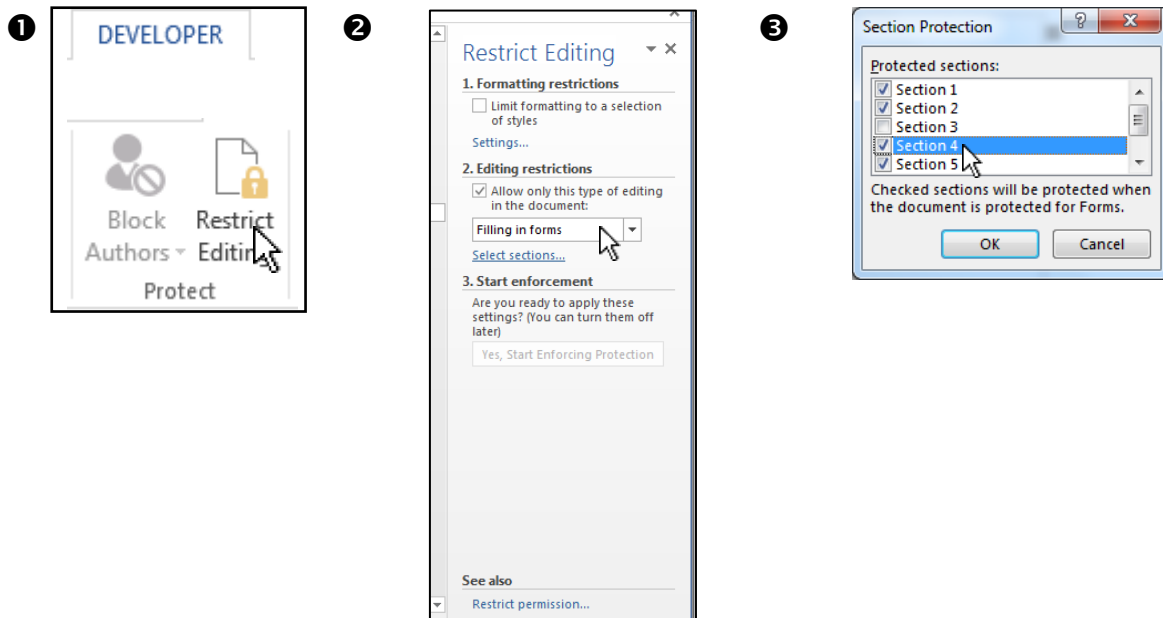 ❶
DEVELOPER
Block
Authors
Restrict
Editing
Protect
❷
Restrict Editing
1. Formatting restrictions
Limit formatting to a selection
of styles
Settings...
2. Editing restrictions
Allow only this type of editing
in the document:
Filling in forms
Select sections...
3. Start enforcement
Are you ready to apply these
settings? (You can turn them off
later)
Yes, Start Enforcing Protection
See also
Restrict permission...
❸
Section Protection
?
X
Protected sections:
Section 1
Section 2
Section 3
Section 4
Section 5
Checked sections will be protected when
the document is protected for Forms.
OK
Cancel